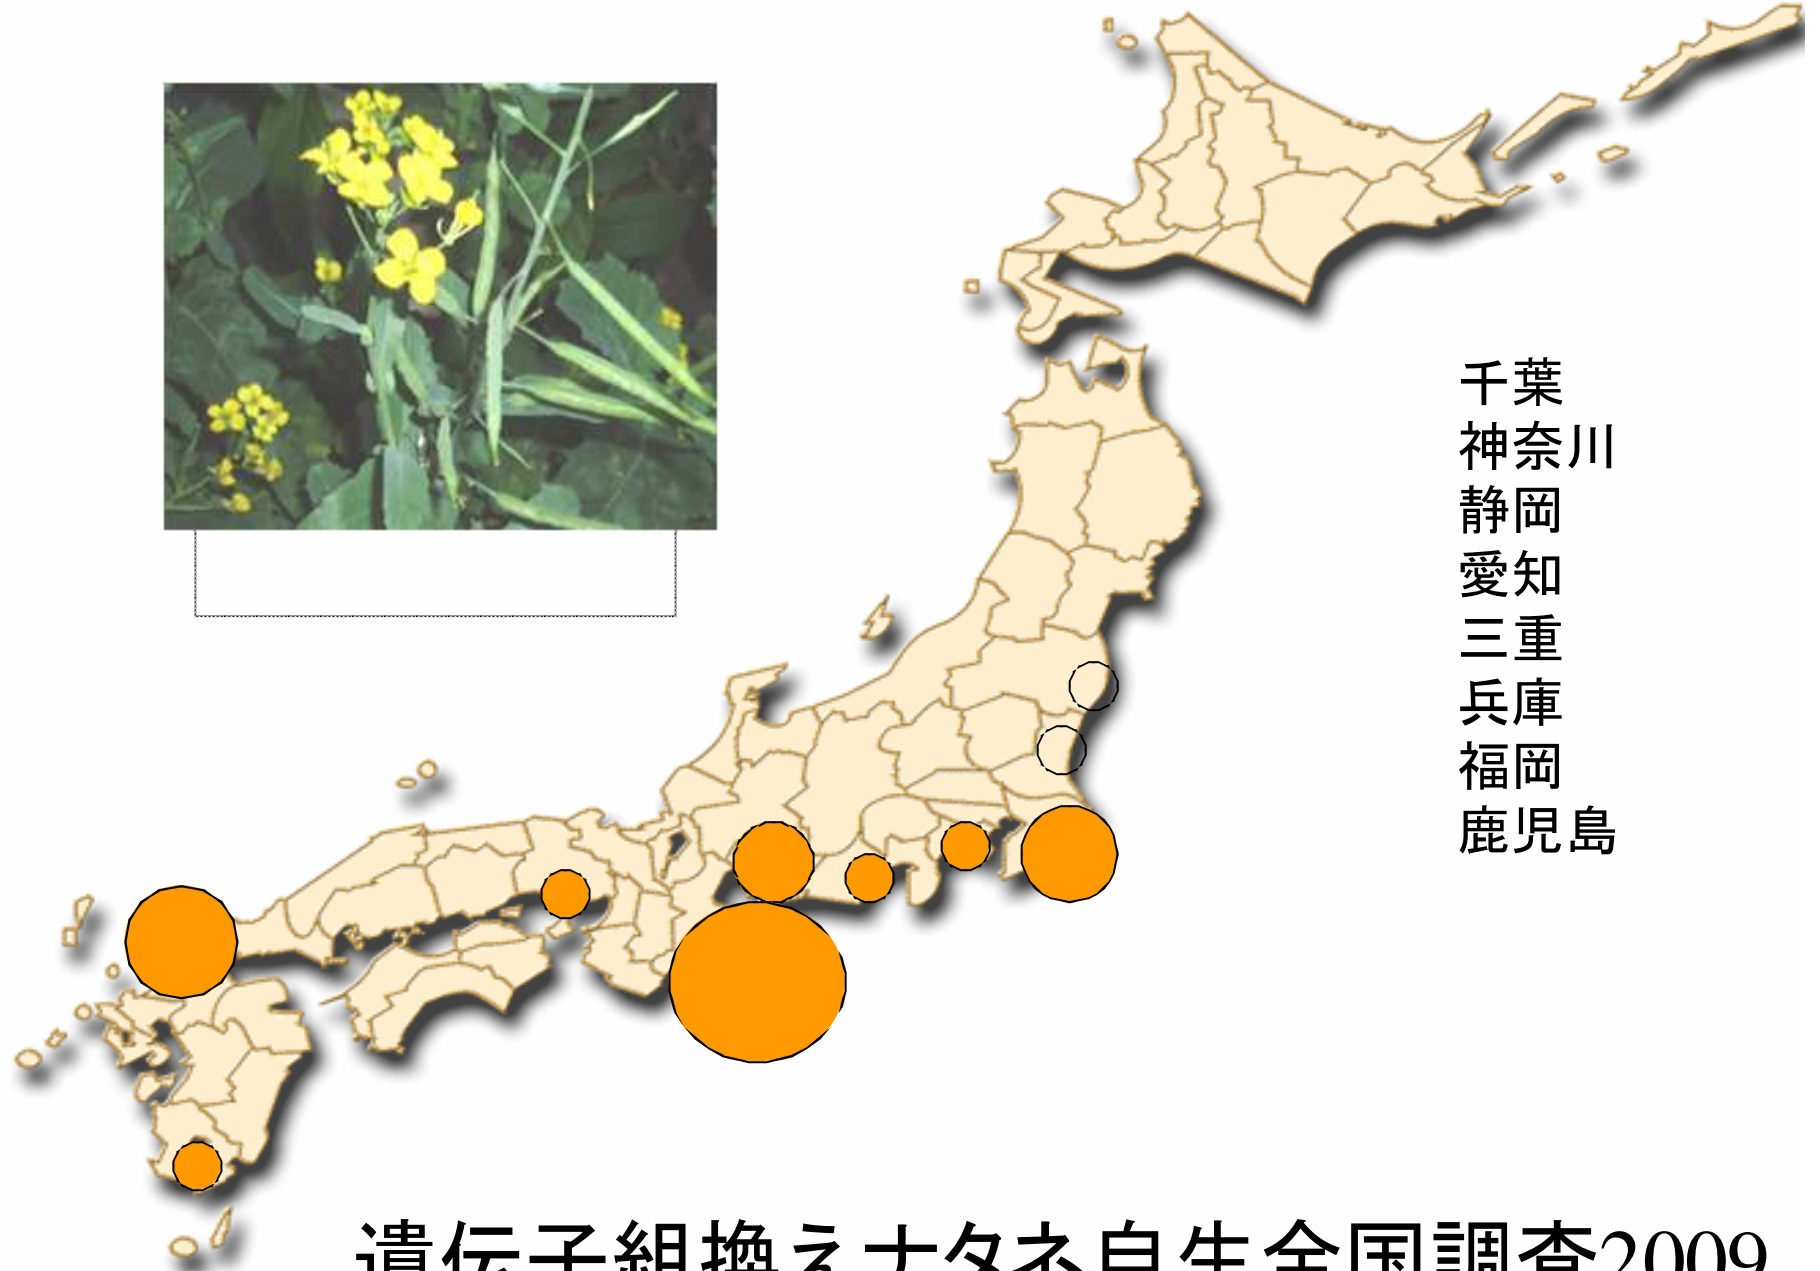 千葉
神奈川
静岡
愛知
三重
兵庫
福岡
鹿児島
遺伝子組換えナタネ自生全国調査2009